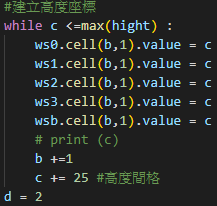 #建立高度座標
while c <=max(hight) :
    ws0.cell(b,1).value = c
    ws1.cell(b,1).value = c
    ws2.cell(b,1).value = c
    ws3.cell(b,1).value = c
    wsb.cell(b,1).value = c
    # print (c)
    b +=1
    c += 25 #高度間格
d = 2